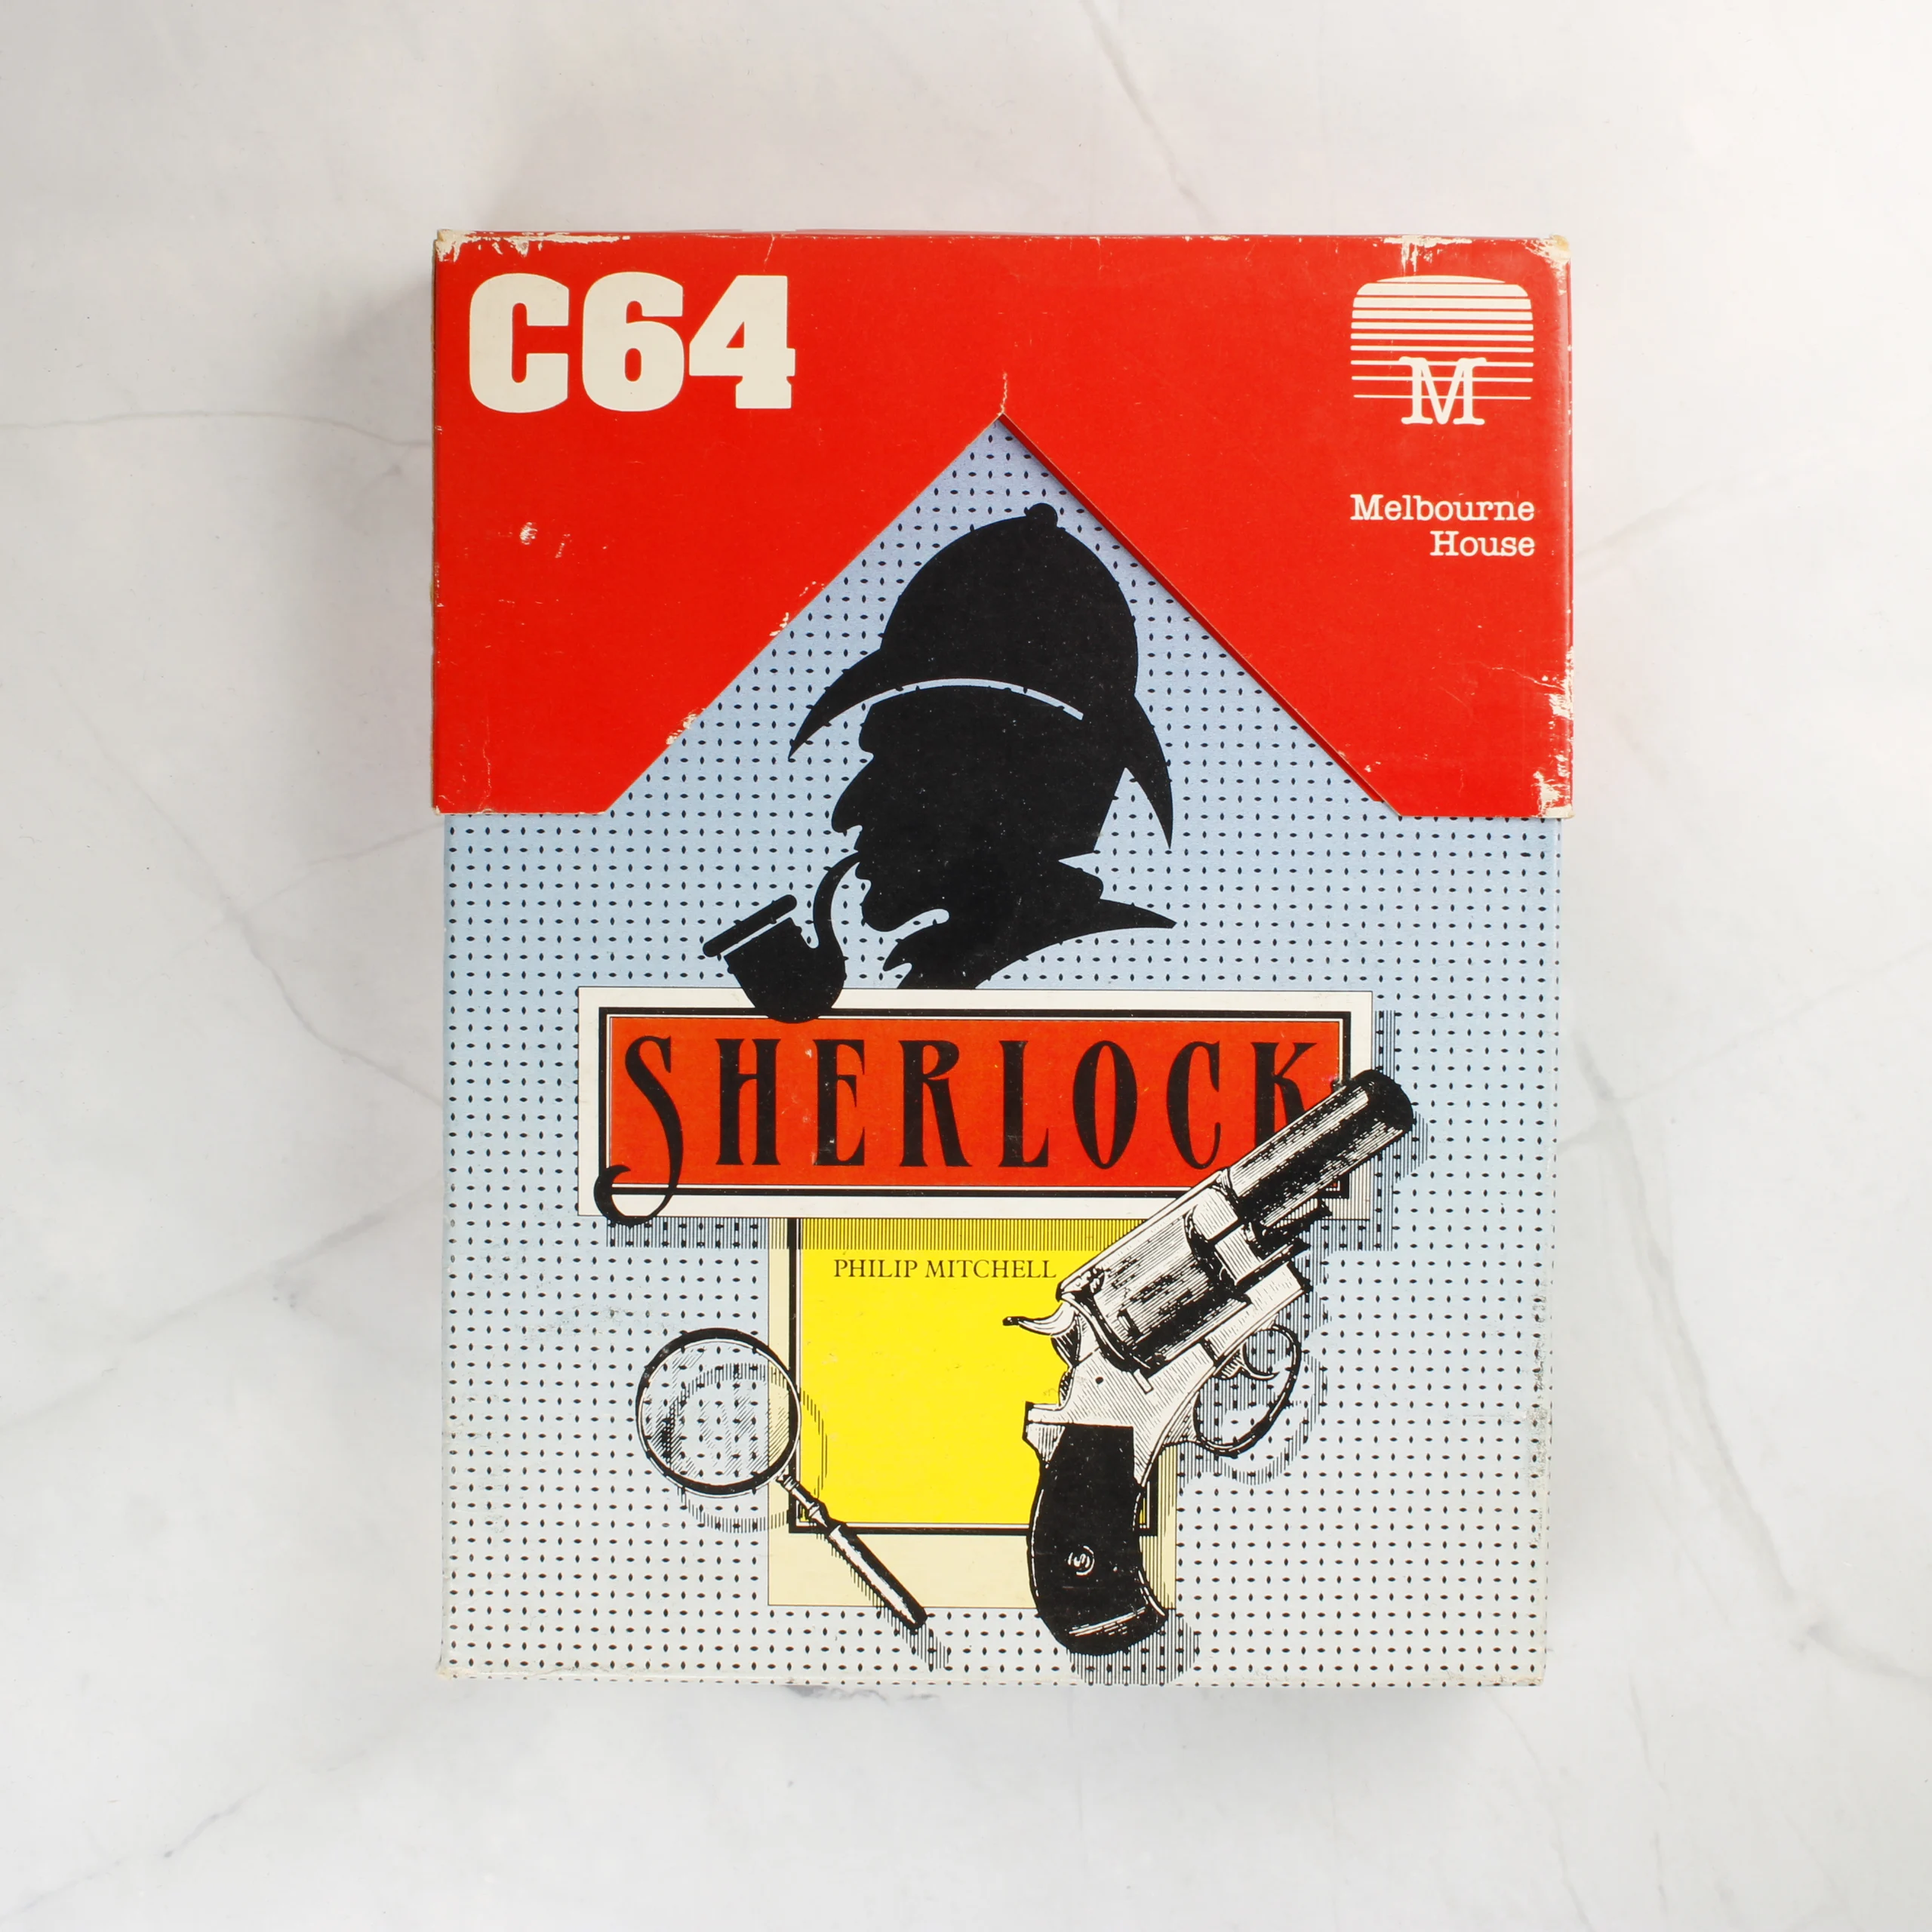 C64
M
Melbourne
House
SHERLOCK
PHILIP MITCHELL